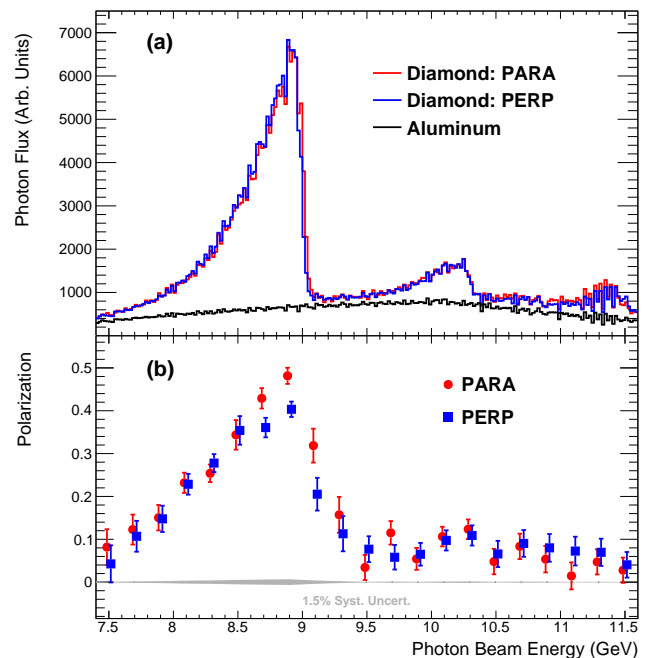 (a)
7000
6000
5000
4000
3000
2000
1000
Photon Flux (Arb. Units)
Diamond: PARA
Diamond: PERP
Aluminum
(b)
0.5
0.4
0.3
0.2
0.1
0
Polarization
PARA
PERP
1.5% Syst. Uncert.
7.5 8 8.5 9 9.5 10 10.5 11 11.5
Photon Beam Energy (GeV)